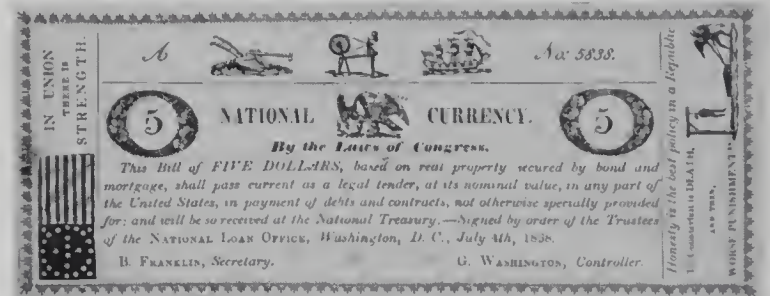 IN UNION
THERE IS
STRENGTH.
A
No: 5838.
5
NATIONAL
CURRENCY.
5
By the Laws of Congress.
This Bill of FIVE DOLLARS, based on real property secured by bond and
mortgage, shall pass current as a legal tender, at its nominal value, in any part of
the United States, in payment of debts and contracts, not otherwise specially provided
for: and will be so received at the National Treasury.—Signed by order of the Trustees
of the NATIONAL LOAN OFFICE, Washington, D. C., July 4th, 1838.
B. FRANKLIN, Secretary.
G. WASHINGTON, Controller.
Honesty is the best policy in a Republic
To Counterfeit is DEATH,
AND THEN,
WORSE PUNISHMENT!